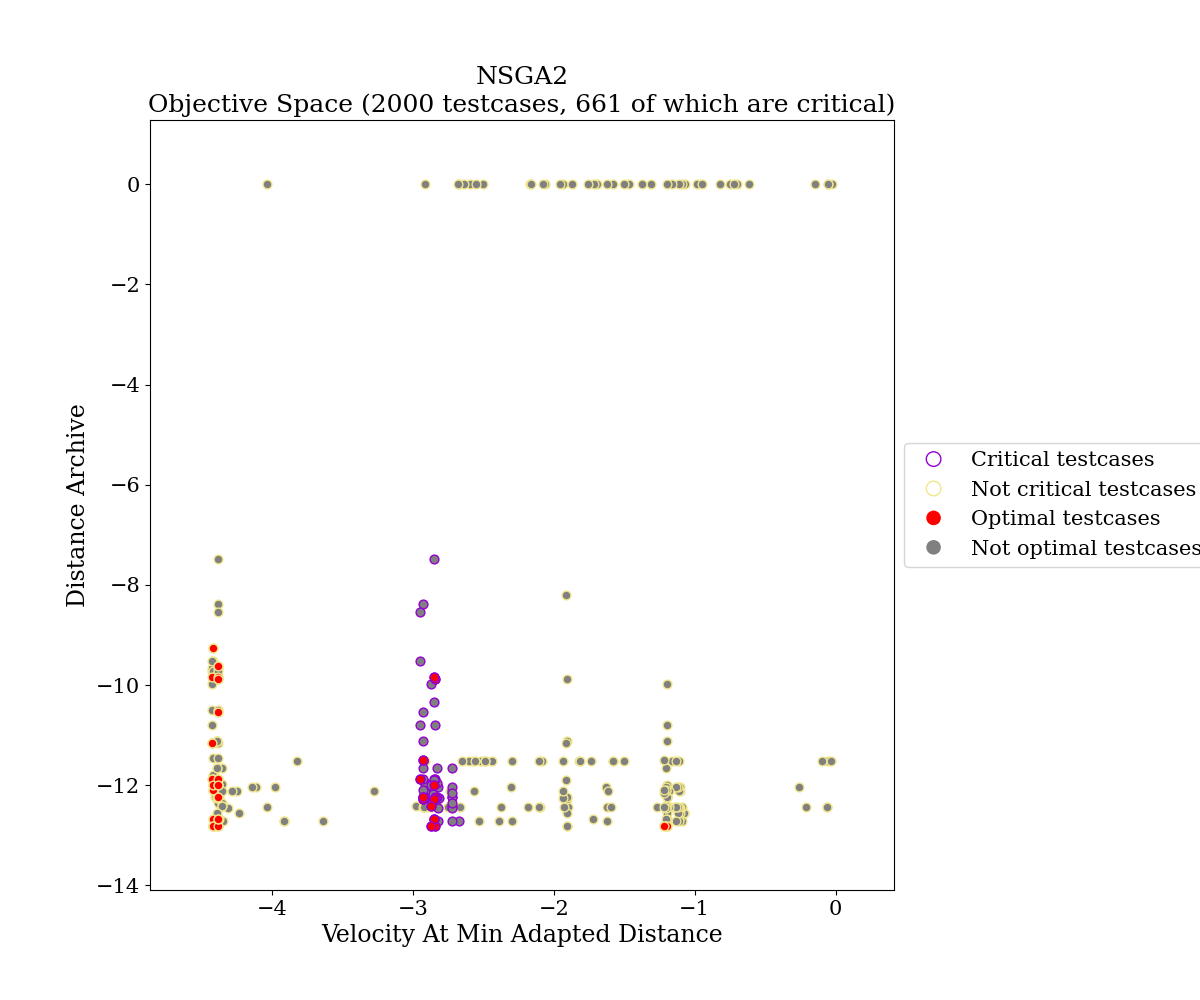 NSGA2
Objective Space (2000 testcases, 661 of which are critical)
0
−2
−4
−6
−8
−10
−12
−14
Distance Archive
−4
−3
−2
−1
0
Velocity At Min Adapted Distance
Critical testcases
Not critical testcases
Optimal testcases
Not optimal testcases